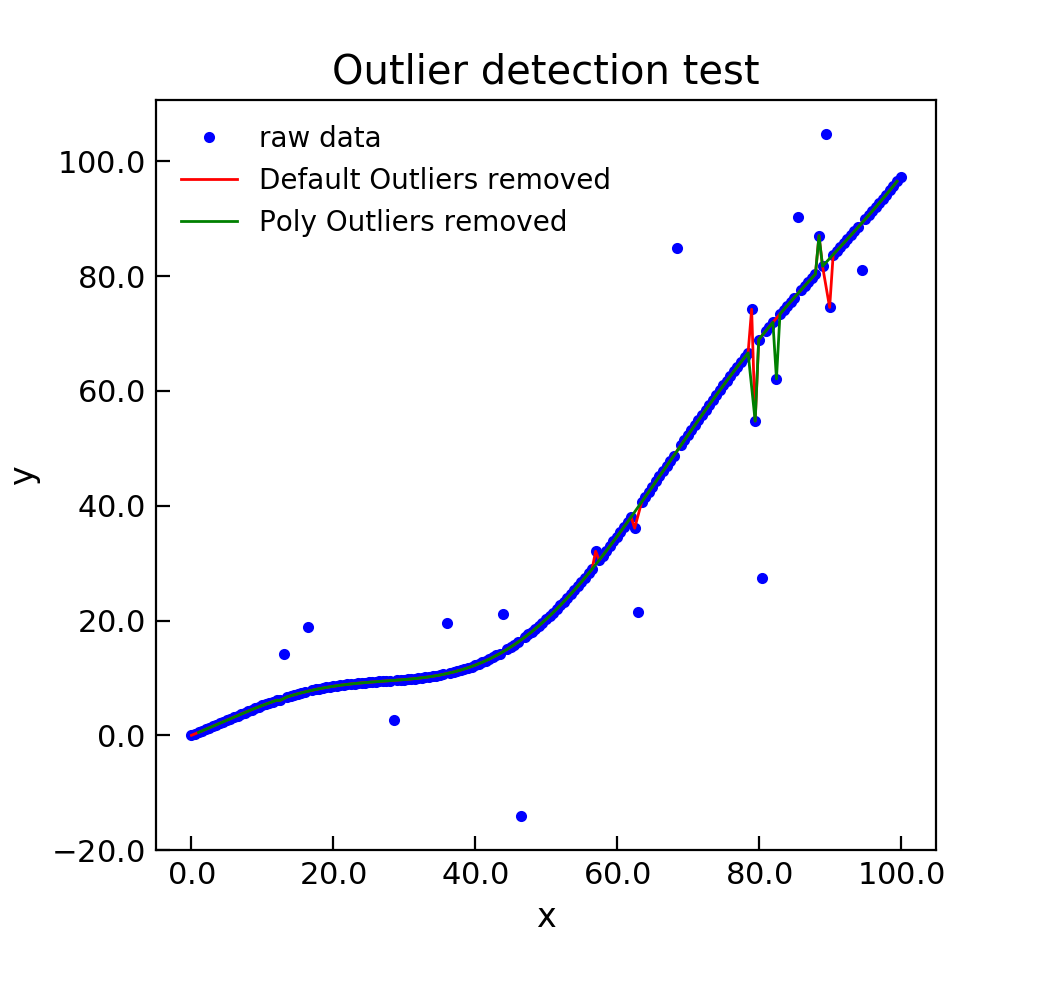 Outlier detection test
raw data
Default Outliers removed
Poly Outliers removed
100.0
80.0
60.0
40.0
20.0
0.0
−20.0
y
0.0 20.0 40.0 60.0 80.0 100.0
x